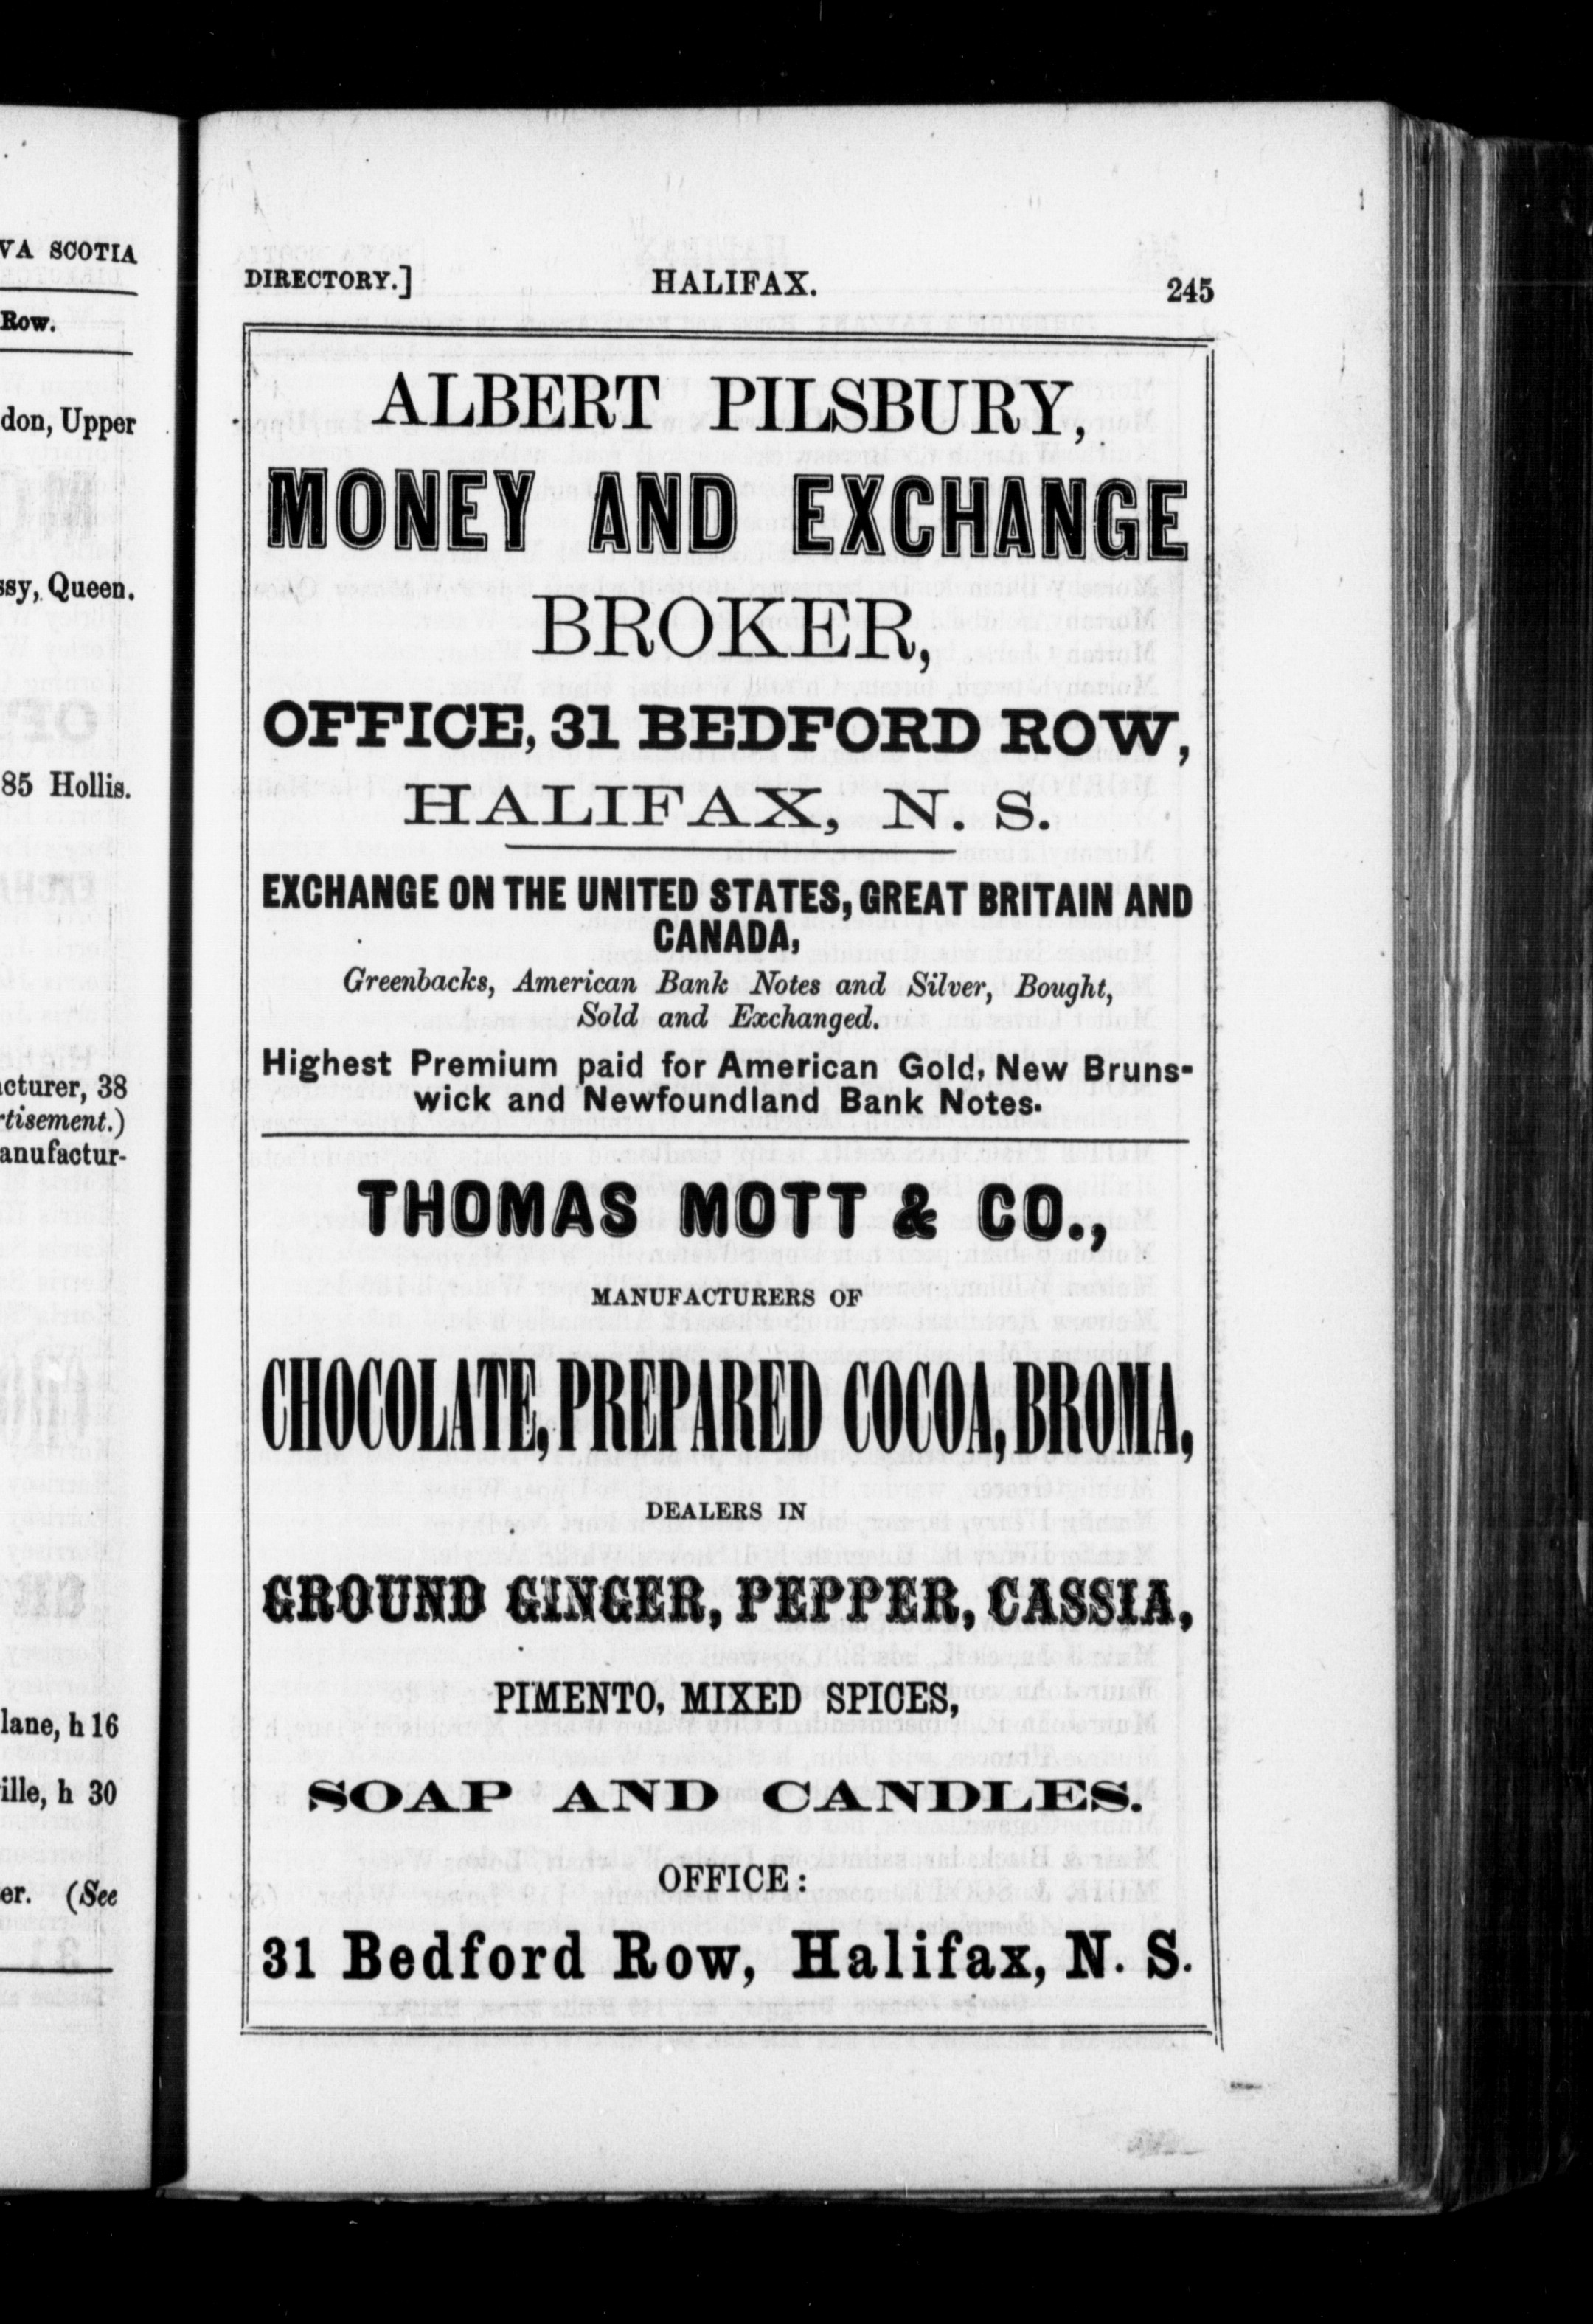 VA SCOTIA
Row.
don, Upper
ssy, Queen.
85 Hollis.
acturer, 38
rtisement.)
anufactur-
lane, h 16
ille, h 30
er. (See
DIRECTORY.] HALIFAX. 245
ALBERT PILSBURY,
MONEY AND EXCHANGE
BROKER,
OFFICE, 31 BEDFORD ROW,
HALIFAX, N. S.
EXCHANGE ON THE UNITED STATES, GREAT BRITAIN AND
CANADA,
Greenbacks, American Bank Notes and Silver, Bought,
Sold and Exchanged.
Highest Premium paid for American Gold, New Bruns-
wick and Newfoundland Bank Notes.
THOMAS MOTT & CO.,
MANUFACTURERS OF
CHOCOLATE, PREPARED COCOA, BROMA,
DEALERS IN
GROUND GINGER, PEPPER, CASSIA,
PIMENTO, MIXED SPICES,
SOAP AND CANDLES.
OFFICE:
31 Bedford Row, Halifax, N. S.